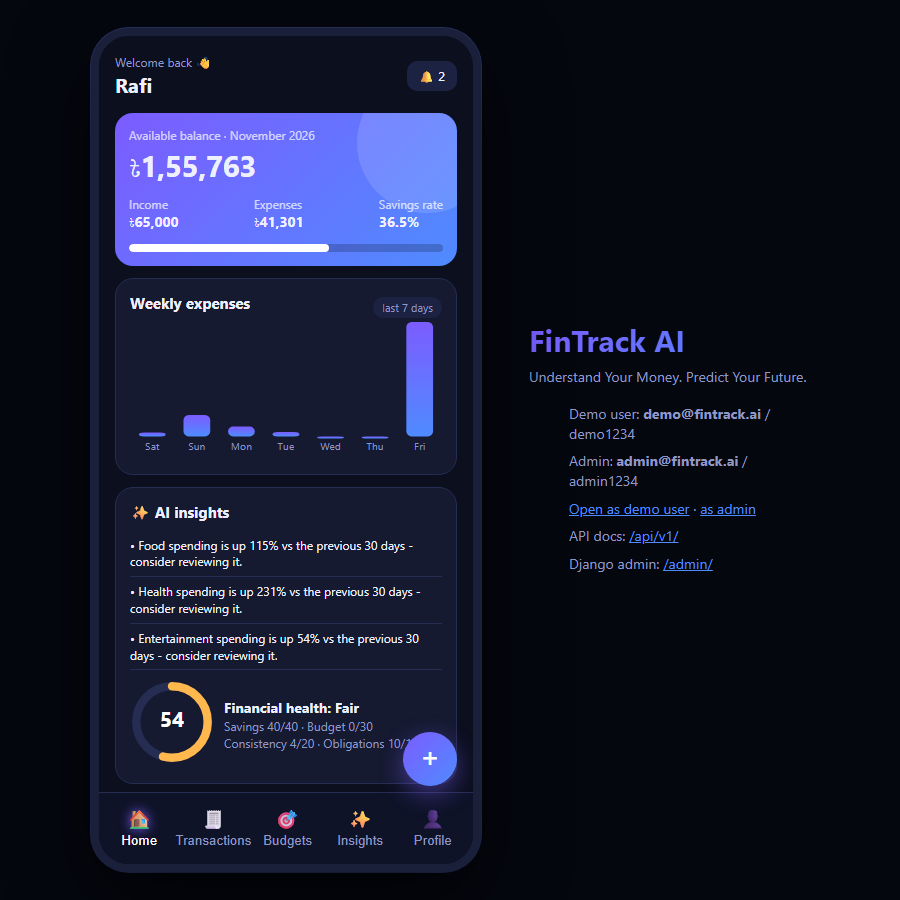 Welcome back 👋
Rafi
🔔 2
Available balance · November 2026
৳1,55,763
Income Expenses Savings rate
৳65,000 ৳41,301 36.5%
Weekly expenses
last 7 days
Sat Sun Mon Tue Wed Thu Fri
✨ AI insights
• Food spending is up 115% vs the previous 30 days -
consider reviewing it.
• Health spending is up 231% vs the previous 30 days -
consider reviewing it.
• Entertainment spending is up 54% vs the previous 30
days - consider reviewing it.
54
Financial health: Fair
Savings 40/40 · Budget 0/30
Consistency 4/20 · Obligations
+
Home Transactions Budgets Insights Profile
FinTrack AI
Understand Your Money. Predict Your Future.
Demo user: demo@fintrack.ai /
demo1234
Admin: admin@fintrack.ai /
admin1234
Open as demo user · as admin
API docs: /api/v1/
Django admin: /admin/